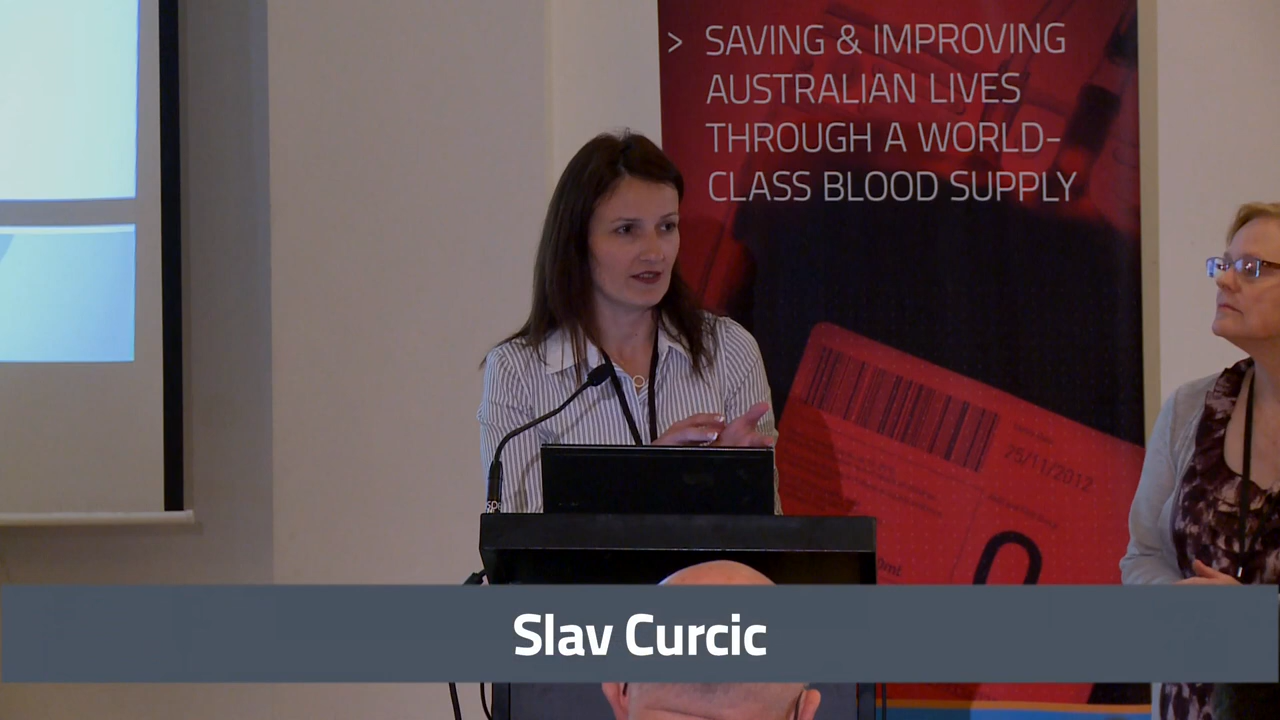 > SAVING & IMPROVING
AUSTRALIAN LIVES
THROUGH A WORLD-
CLASS BLOOD SUPPLY
25/11/2012
O
Slav Curcic